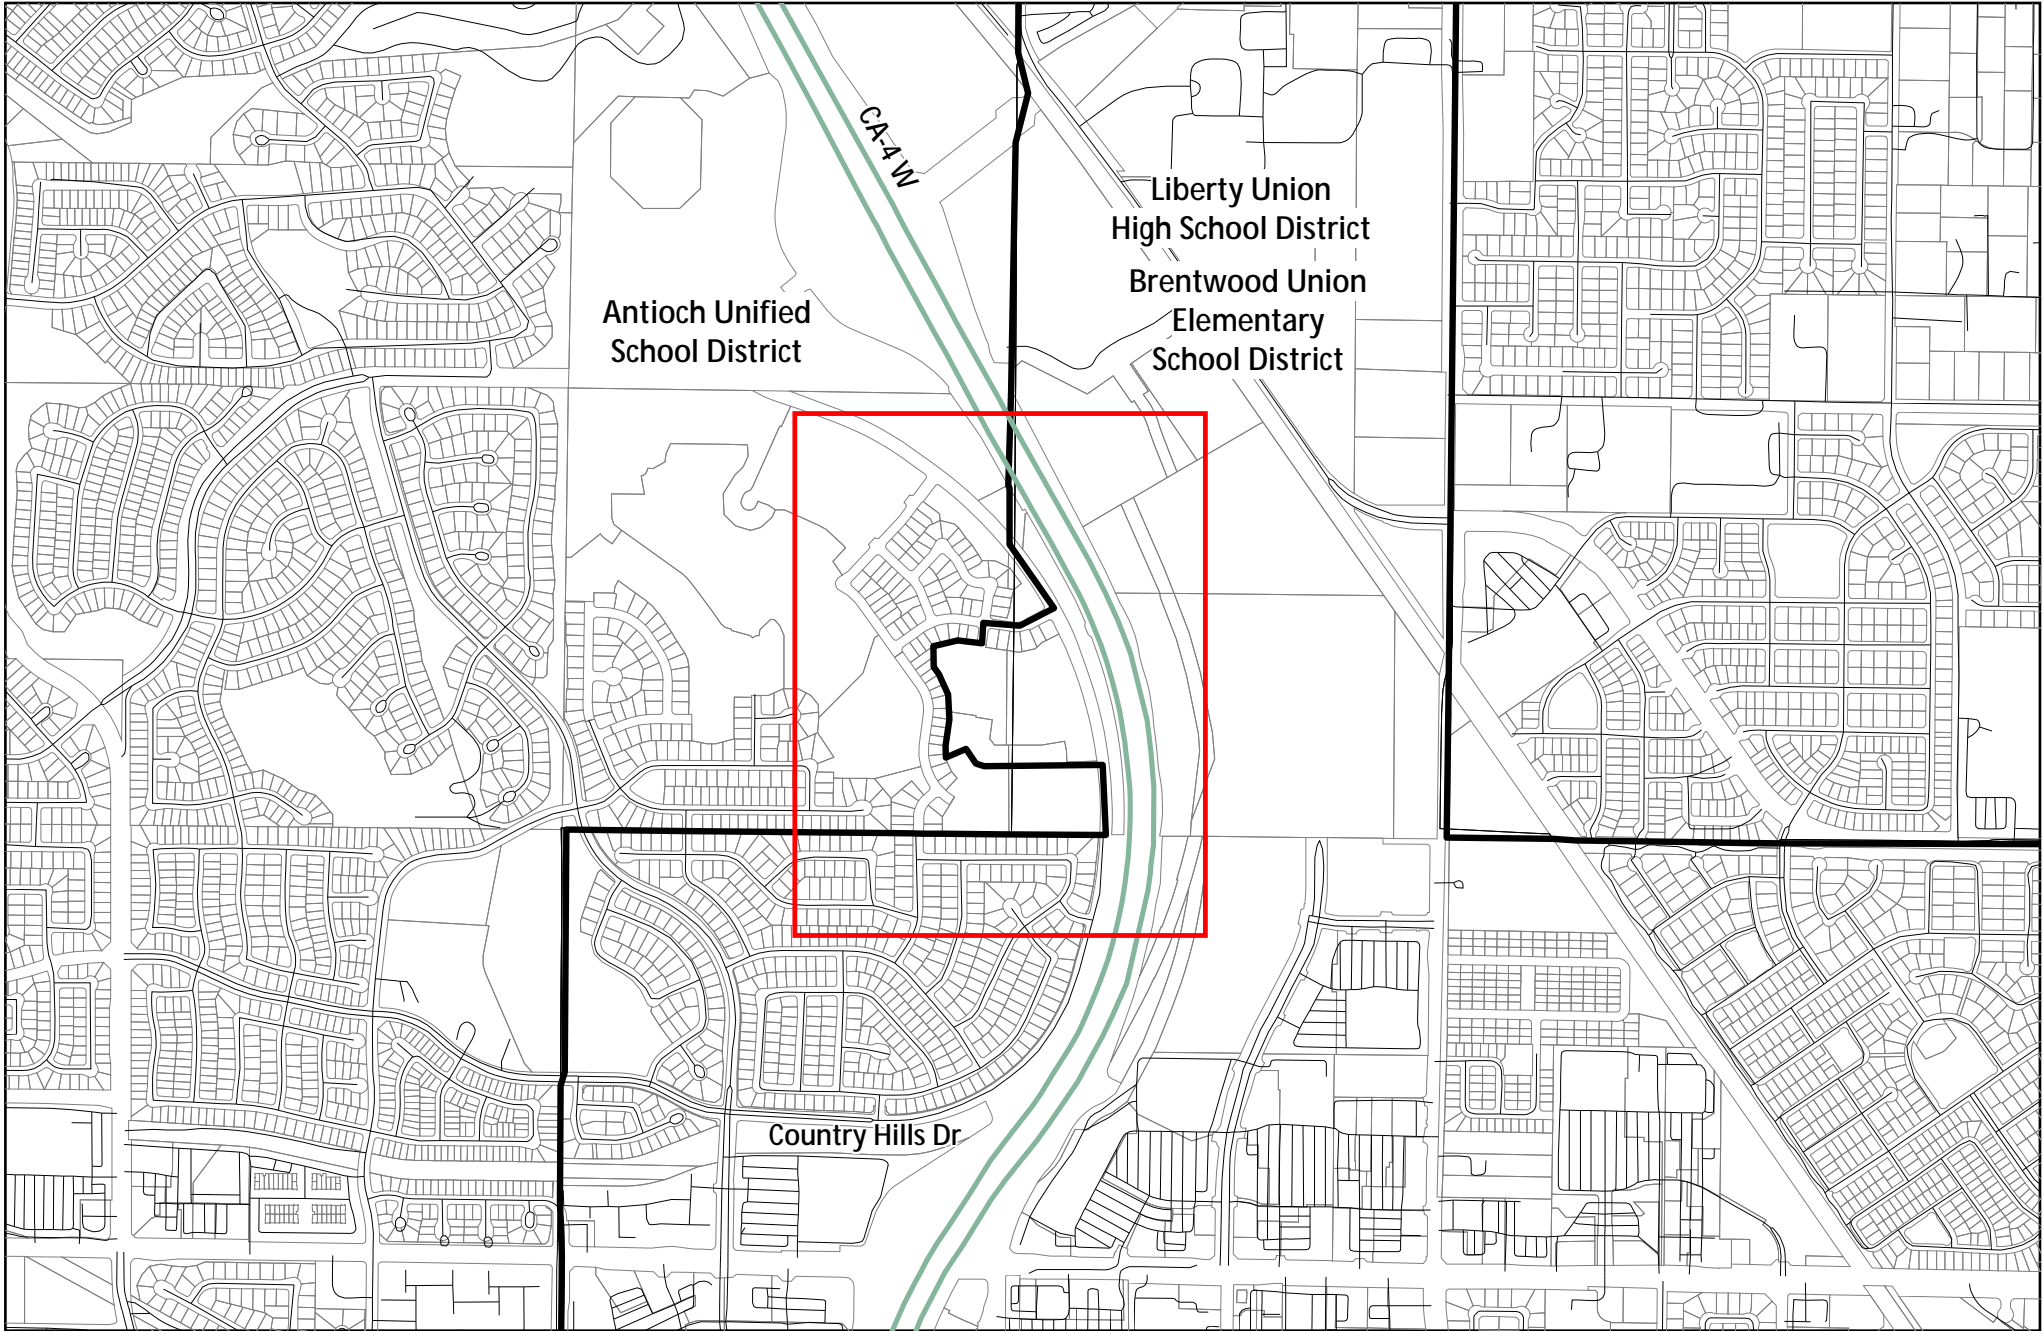 CA-4 W
Liberty Union
High School District
Brentwood Union
Elementary
School District
Antioch Unified
School District
Country Hills Dr